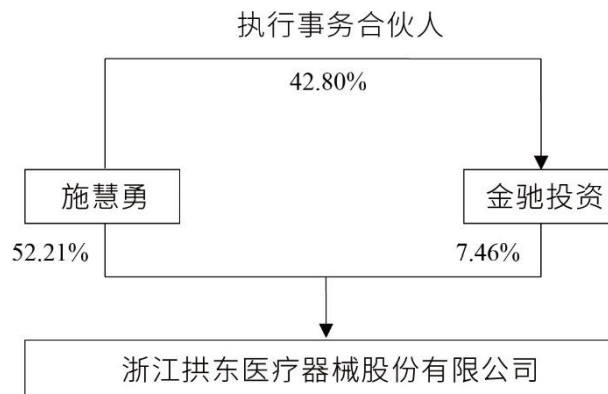 执行事务合伙人
42.80%
施慧勇
金驰投资
52.21%
7.46%
浙江拱东医疗器械股份有限公司